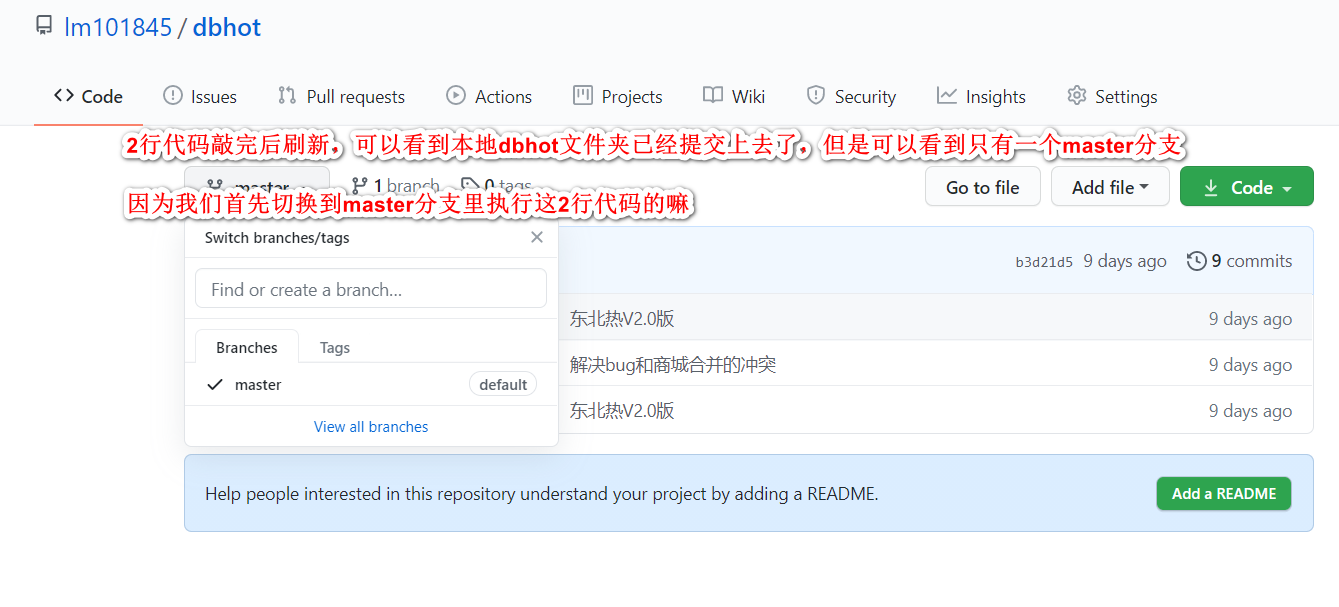 lm101845 / dbhot
Code Issues Pull requests Actions Projects Wiki Security Insights Settings
2行代码敲完后刷新，可以看到本地dbhot文件夹已经提交上去了，但是可以看到只有一个master分支
master 1 branch 0 tags Go to file Add file Code
因为我们首先切换到master分支里执行这2行代码的嘛
Switch branches/tags
b3d21d5 9 days ago 9 commits
Find or create a branch...
东北热V2.0版 9 days ago
Branches Tags
解决bug和商城合并的冲突 9 days ago
master default
东北热V2.0版 9 days ago
View all branches
Help people interested in this repository understand your project by adding a README. Add a README